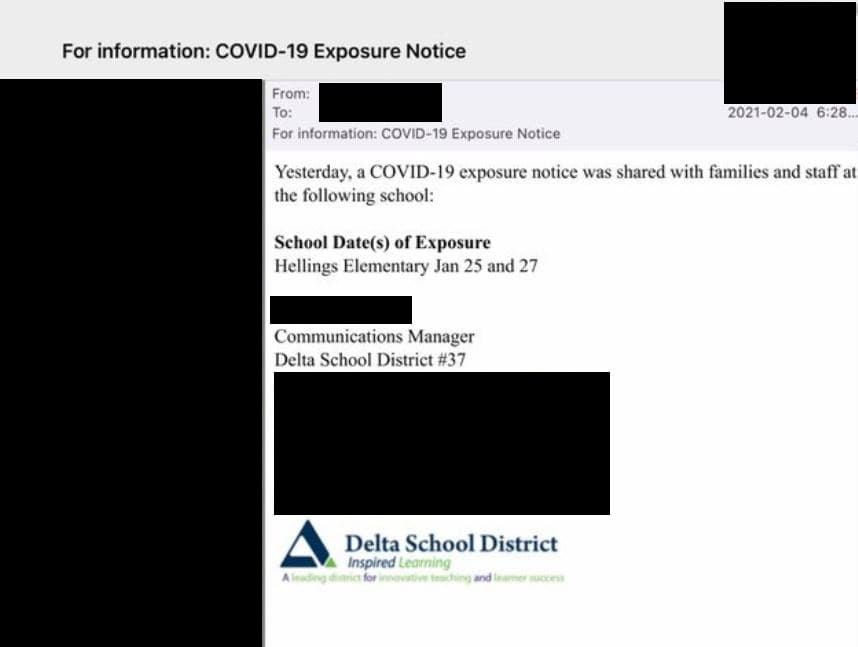 For information: COVID-19 Exposure Notice
From:
To:
2021-02-04 6:28...
For information: COVID-19 Exposure Notice
Yesterday, a COVID-19 exposure notice was shared with families and staff at
the following school:
School Date(s) of Exposure
Hellings Elementary Jan 25 and 27
Communications Manager
Delta School District #37
Delta School District
Inspired Learning
A leading district for innovative teaching and learner success